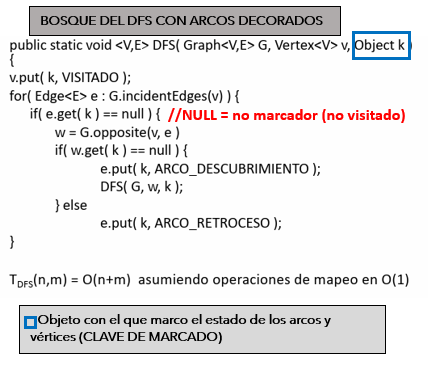 BOSQUE DEL DFS CON ARCOS DECORADOS
public static void <V,E> DFS( Graph<V,E> G, Vertex<V> v, Object k )
{
v.put( k, VISITADO );
for( Edge<E> e : G.incidentEdges(v) ) {
if( e.get( k ) == null ) { //NULL = no marcador (no visitado)
w = G.opposite(v, e )
if( w.get( k ) == null ) {
e.put( k, ARCO_DESCUBRIMIENTO );
DFS( G, w, k );
} else
e.put( k, ARCO_RETROCESO );
}
T_DFS(n,m) = O(n+m) asumiendo operaciones de mapeo en O(1)
Objeto con el que marco el estado de los arcos y
vértices (CLAVE DE MARCADO)